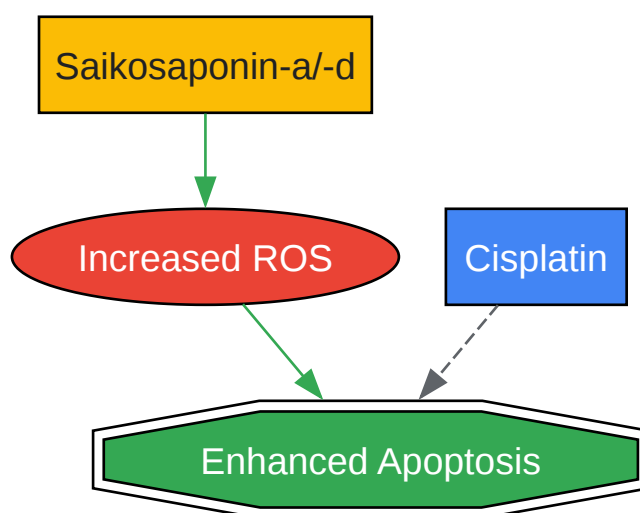 Saikosaponin-a/-d
Increased ROS
Cisplatin
Enhanced Apoptosis